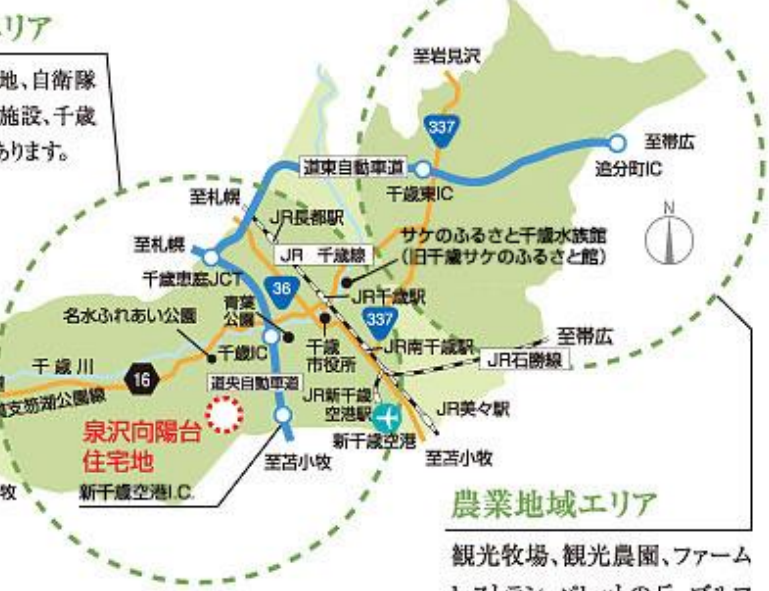 リア
地、自衛隊
施設、千歳
あります。
至岩見沢
337
至帯広
道東自動車道
追分町IC
千歳東IC
至札幌
JR長都駅
N
サケのふるさと千歳水族館
(旧千歳サケのふるさと館)
至札幌
JR 千歳線
千歳恵庭JCT
36
JR千歳駅
青葉
公園
名水ふれあい公園
337
至帯広
千歳
市役所
JR南千歳駅
千歳IC
JR石勝線
千歳川
16
道央自動車道
支笏湖公園線
JR新千歳
空港駅
JR美々駅
泉沢向陽台
住宅地
新千歳空港
至苫小牧
至苫小牧
牧
新千歳空港I.C.
農業地域エリア
観光牧場、観光農園、ファーム